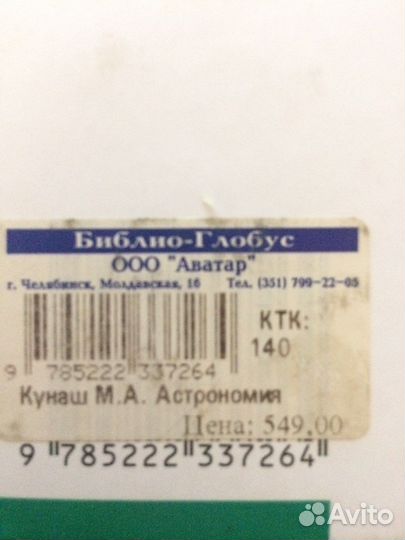 Библио-Глобус
ООО "Аватар"
г. Челябинск, Молдавская, 16 Тел. (351) 799-22-05
КТК:
140
9 785222 337264
Кунаш М.А. Астрономия
Цена: 549,00
9 "785222"337264"
Avito